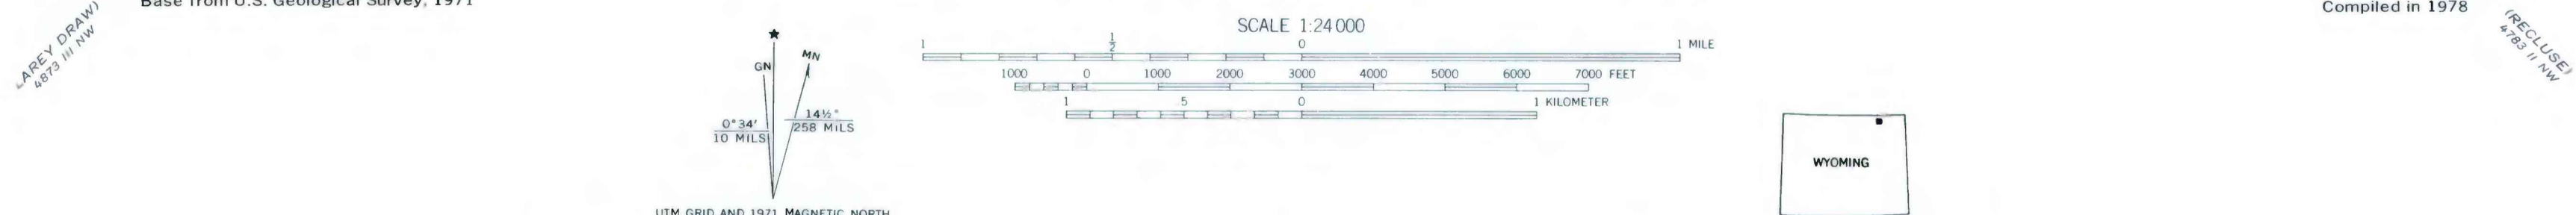 Base from U.S. Geological Survey, 1971
Compiled in 1978
4873 III NW
(RECLUSE)
4783 II NW
SCALE 1:24 000
1 1/2 0 1 MILE
1000 0 1000 2000 3000 4000 5000 6000 7000 FEET
1 5 0 1 KILOMETER
★
GN
MN
0°34'
10 MILS
14½°
258 MILS
UTM GRID AND 1971 MAGNETIC NORTH
WYOMING